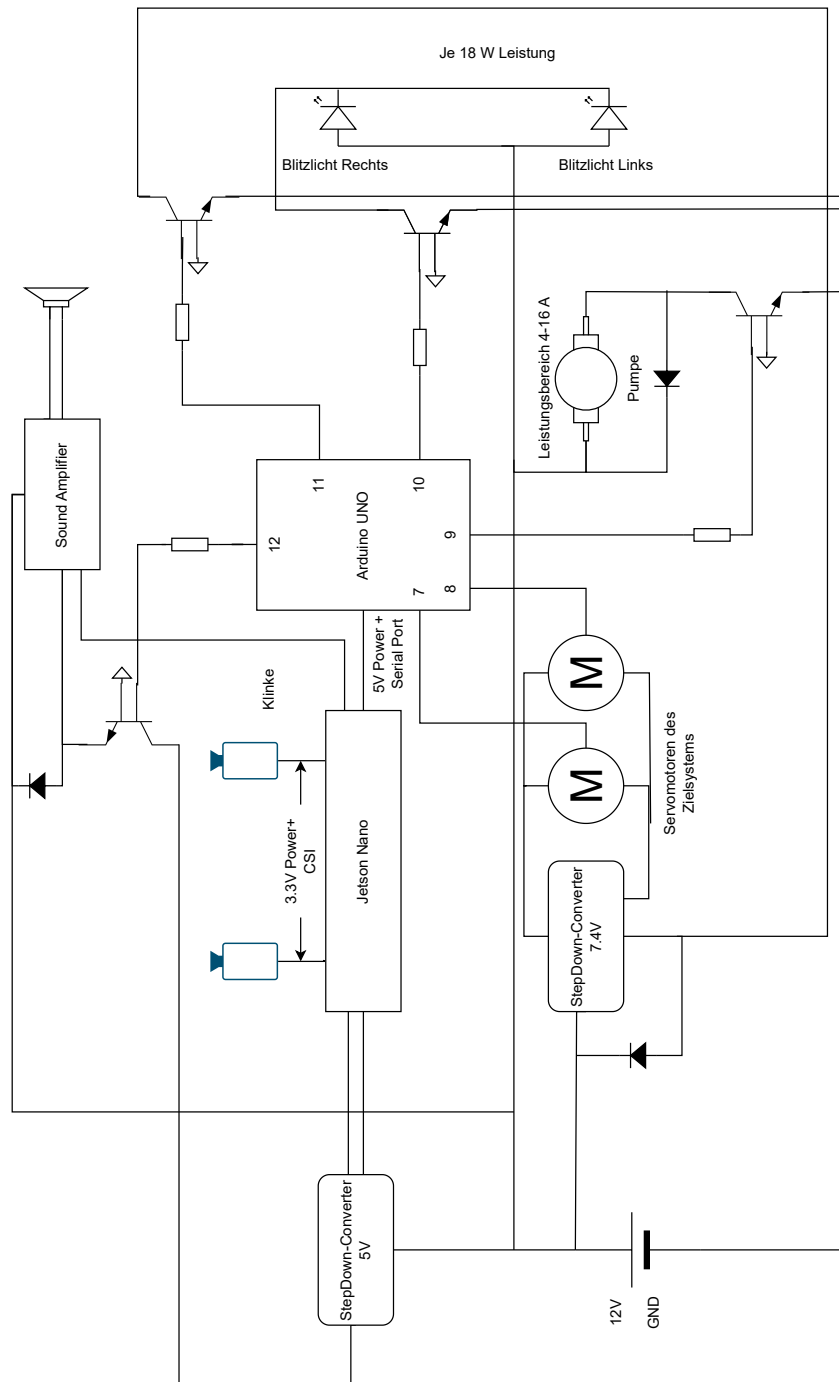 Je 18 W Leistung
Blitzlicht Rechts
Blitzlicht Links
Leistungsbereich 4-16 A
Pumpe
Sound Amplifier
11
10
Arduino UNO
12
9
7
8
5V Power +
Serial Port
Klinke
M
M
3.3V Power+
CSI
Jetson Nano
Servomotoren des
Zielsystems
StepDown-Converter
7.4V
StepDown-Converter
5V
12V
GND